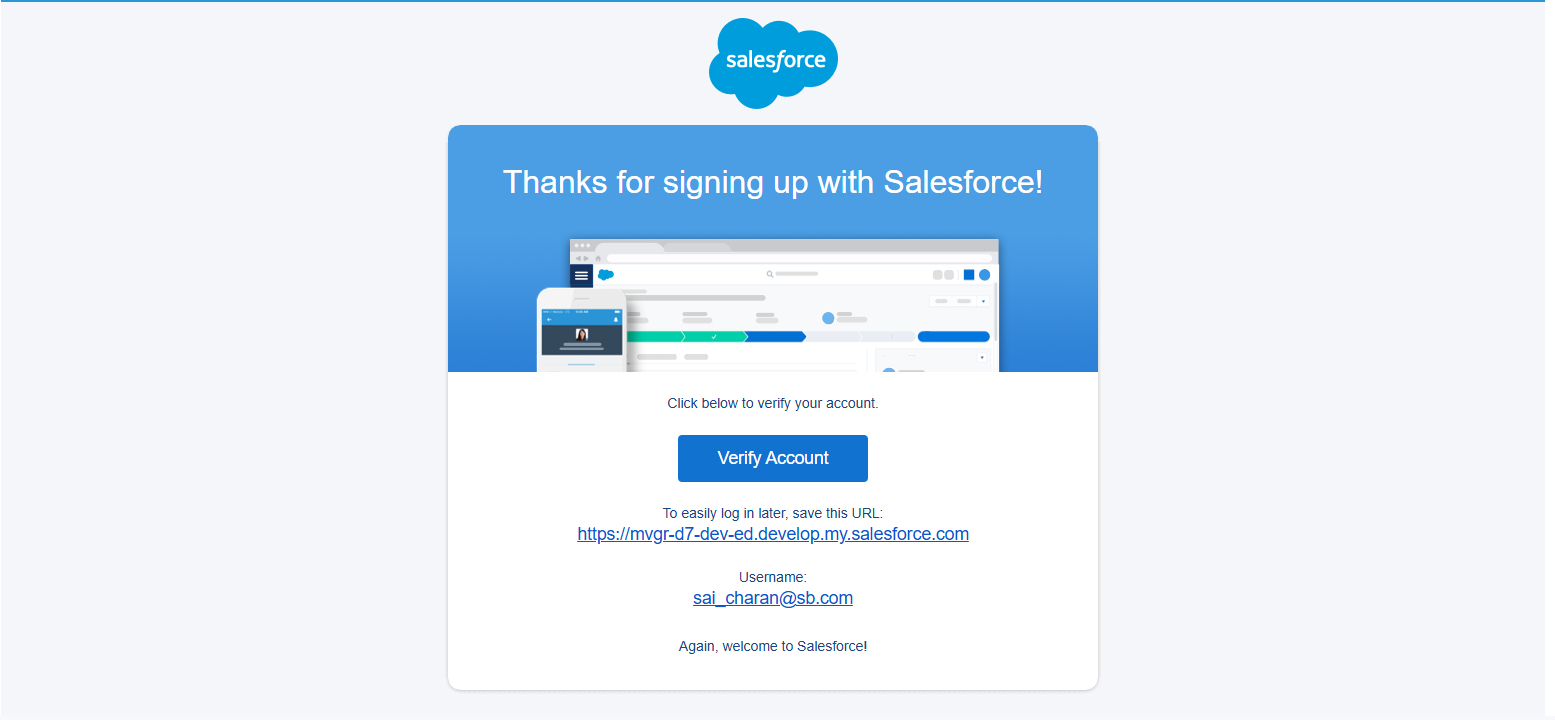 salesforce
Thanks for signing up with Salesforce!
Click below to verify your account.
Verify Account
To easily log in later, save this URL:
https://mvgr-d7-dev-ed.develop.my.salesforce.com
Username:
sai_charan@sb.com
Again, welcome to Salesforce!